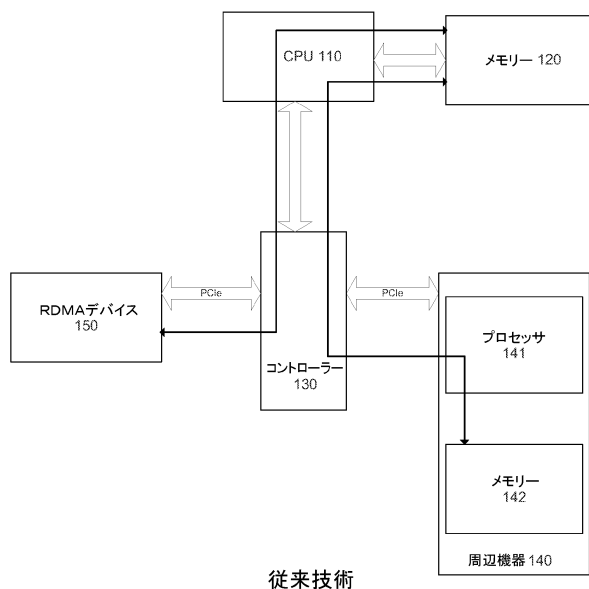 CPU 110
メモリー 120
RDMAデバイス
150
PCIe
コントローラー
130
PCIe
プロセッサ
141
メモリー
142
周辺機器 140
従来技術